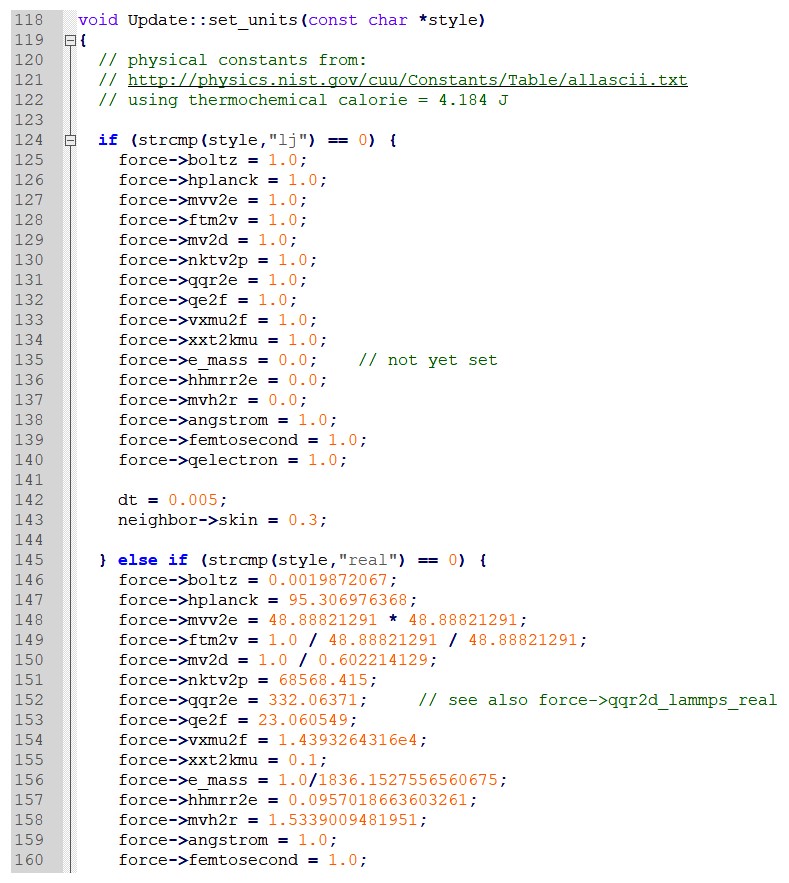 118 void Update::set_units(const char *style)
119 {
120 // physical constants from:
121 // http://physics.nist.gov/cuu/Constants/Table/allascii.txt
122 // using thermochemical calorie = 4.184 J
123
124 if (strcmp(style,"lj") == 0) {
125 force->boltz = 1.0;
126 force->hplanck = 1.0;
127 force->mvv2e = 1.0;
128 force->ftm2v = 1.0;
129 force->mv2d = 1.0;
130 force->nktv2p = 1.0;
131 force->qqr2e = 1.0;
132 force->qe2f = 1.0;
133 force->vxmu2f = 1.0;
134 force->xxt2kmu = 1.0;
135 force->e_mass = 0.0; // not yet set
136 force->hhmrr2e = 0.0;
137 force->mvh2r = 0.0;
138 force->angstrom = 1.0;
139 force->femtosecond = 1.0;
140 force->qelectron = 1.0;
141
142 dt = 0.005;
143 neighbor->skin = 0.3;
144
145 } else if (strcmp(style,"real") == 0) {
146 force->boltz = 0.0019872067;
147 force->hplanck = 95.306976368;
148 force->mvv2e = 48.88821291 * 48.88821291;
149 force->ftm2v = 1.0 / 48.88821291 / 48.88821291;
150 force->mv2d = 1.0 / 0.602214129;
151 force->nktv2p = 68568.415;
152 force->qqr2e = 332.06371; // see also force->qqr2d_lammps_real
153 force->qe2f = 23.060549;
154 force->vxmu2f = 1.4393264316e4;
155 force->xxt2kmu = 0.1;
156 force->e_mass = 1.0/1836.1527556560675;
157 force->hhmrr2e = 0.0957018663603261;
158 force->mvh2r = 1.5339009481951;
159 force->angstrom = 1.0;
160 force->femtosecond = 1.0;